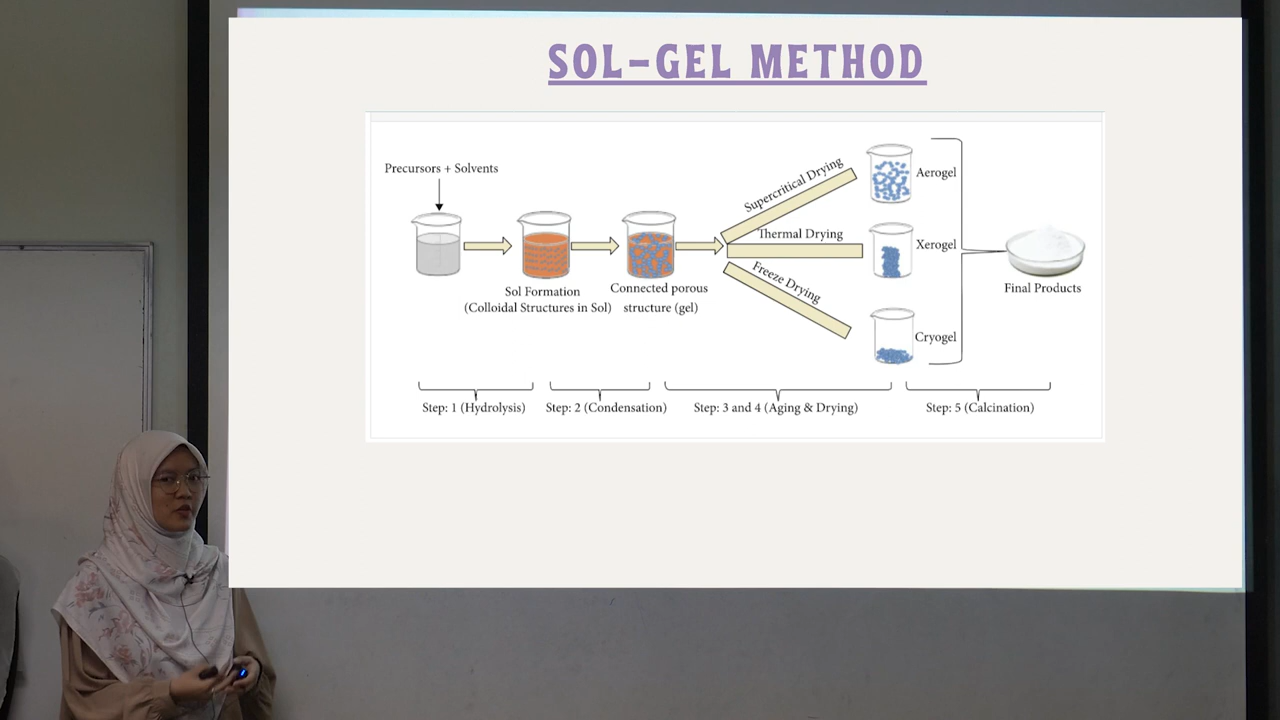 SOL-GEL METHOD
Precursors + Solvents
Sol Formation
(Colloidal Structures in Sol)
Connected porous
structure (gel)
Supercritical Drying
Thermal Drying
Freeze Drying
Aerogel
Xerogel
Cryogel
Final Products
Step: 1 (Hydrolysis)
Step: 2 (Condensation)
Step: 3 and 4 (Aging & Drying)
Step: 5 (Calcination)